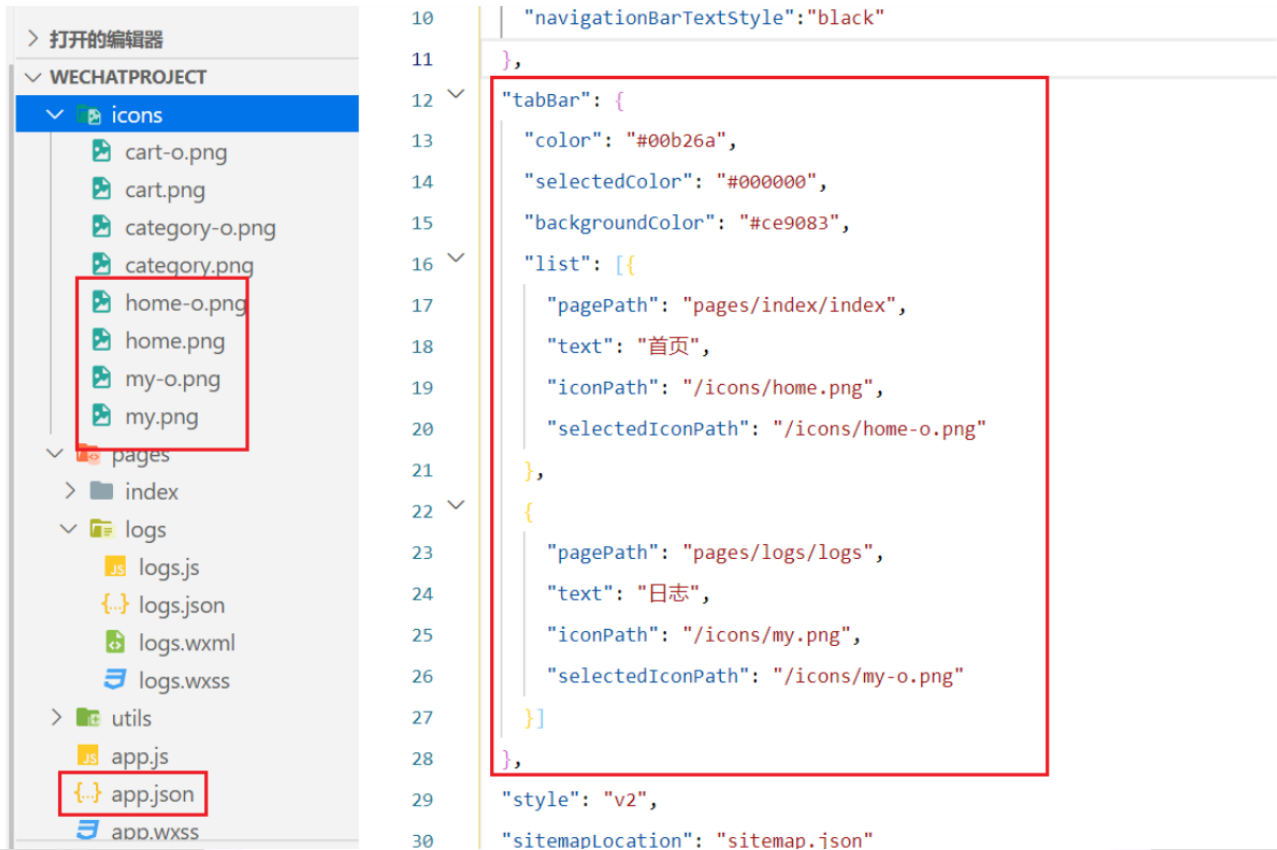 打开的编辑器
WECHATPROJECT
icons
cart-o.png
cart.png
category-o.png
category.png
home-o.png
home.png
my-o.png
my.png
pages
index
logs
JS logs.js
{..} logs.json
logs.wxml
logs.wxss
utils
JS app.js
{..} app.json
app.wxss
10 "navigationBarTextStyle":"black"
11 },
12 "tabBar": {
13 "color": "#00b26a",
14 "selectedColor": "#000000",
15 "backgroundColor": "#ce9083",
16 "list": [{
17 "pagePath": "pages/index/index",
18 "text": "首页",
19 "iconPath": "/icons/home.png",
20 "selectedIconPath": "/icons/home-o.png"
21 },
22 {
23 "pagePath": "pages/logs/logs",
24 "text": "日志",
25 "iconPath": "/icons/my.png",
26 "selectedIconPath": "/icons/my-o.png"
27 }]
28 },
29 "style": "v2",
30 "sitemapLocation": "sitemap.json"